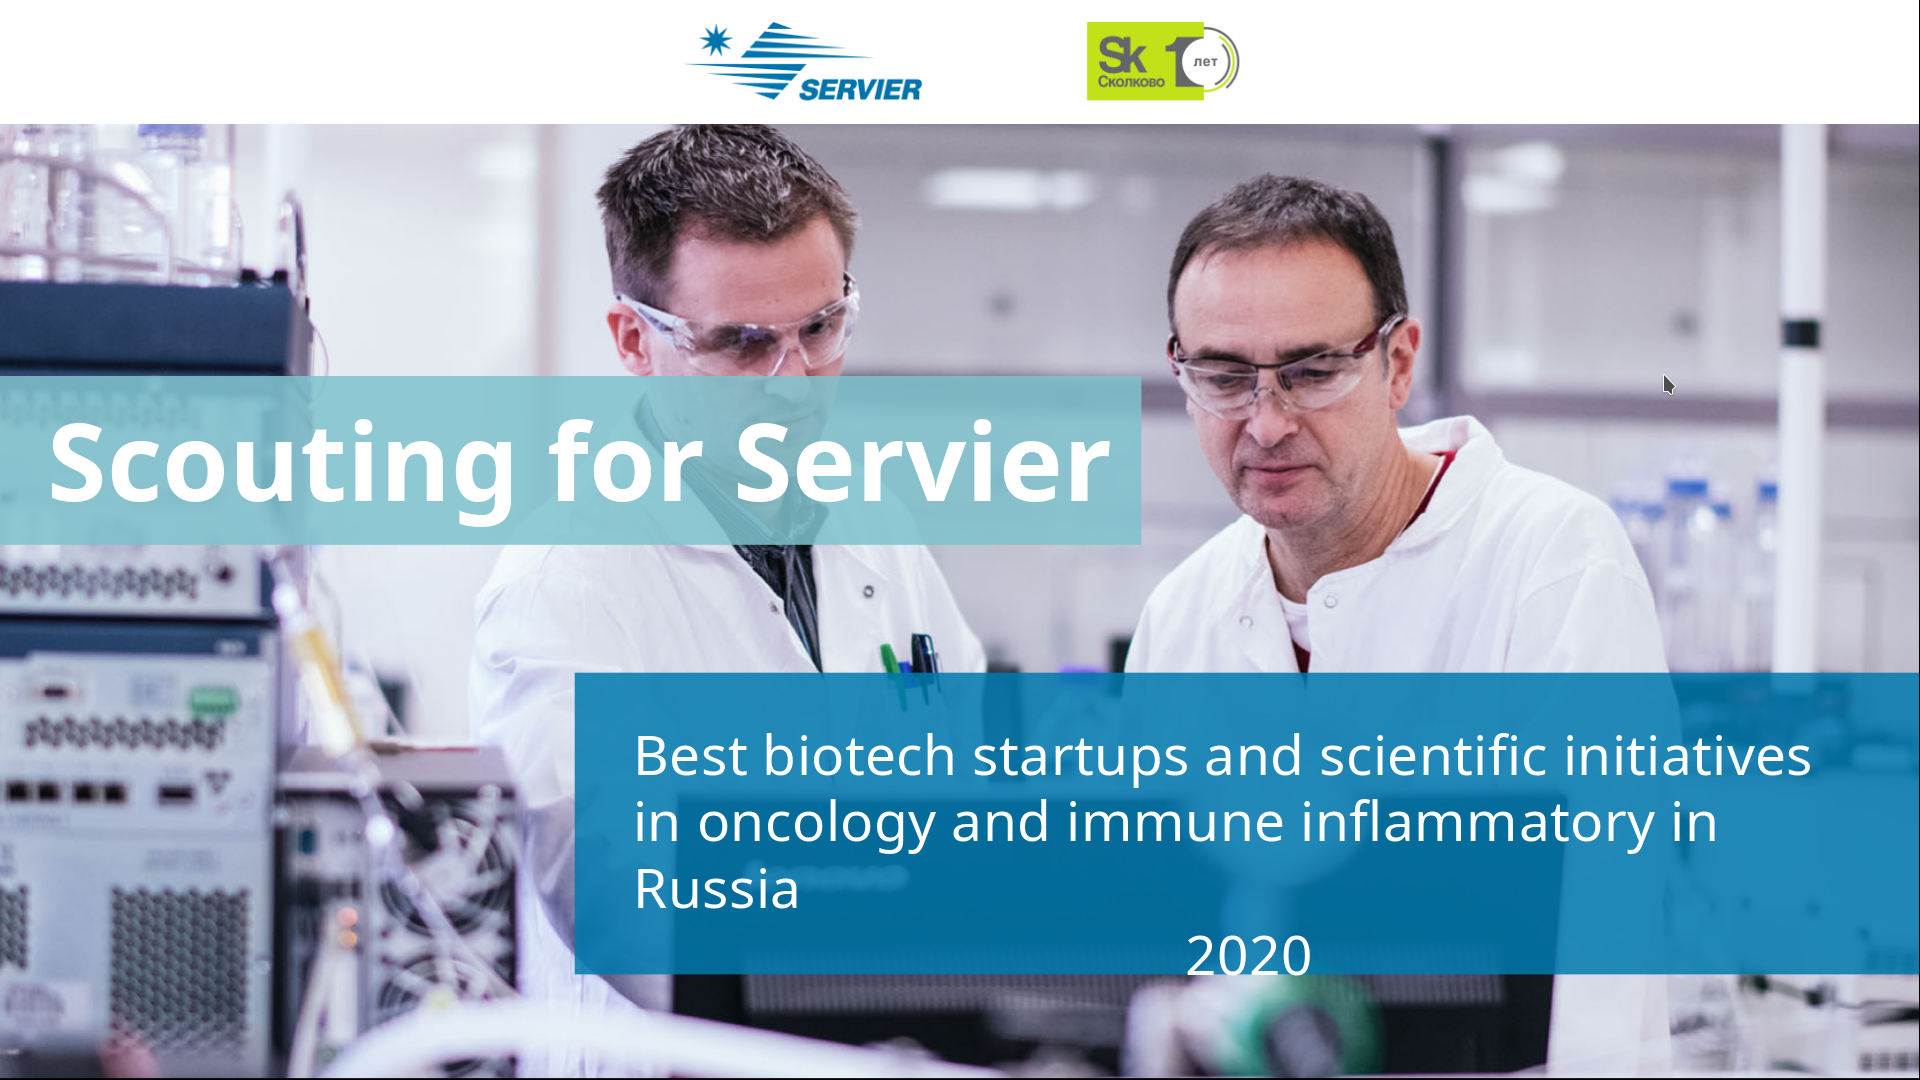 SERVIER
Sk
Сколково
10
лет
Scouting for Servier
Best biotech startups and scientific initiatives
in oncology and immune inflammatory in
Russia
2020